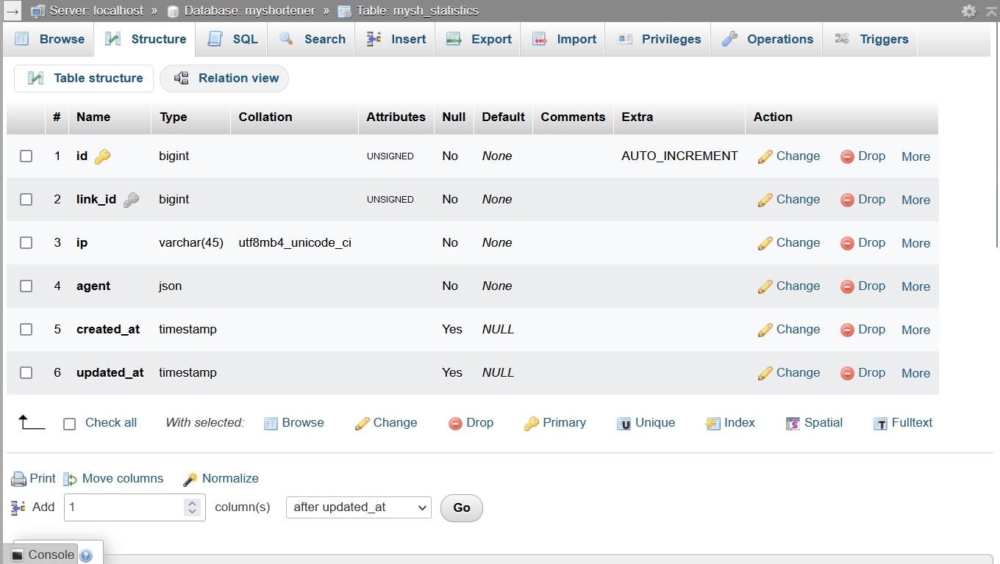 Server: localhost » Database: myshortener » Table: mysh_statistics
Browse Structure SQL Search Insert Export Import Privileges Operations Triggers
Table structure Relation view
# Name Type Collation Attributes Null Default Comments Extra Action
1 id bigint UNSIGNED No None AUTO_INCREMENT Change Drop More
2 link_id bigint UNSIGNED No None Change Drop More
3 ip varchar(45) utf8mb4_unicode_ci No None Change Drop More
4 agent json No None Change Drop More
5 created_at timestamp Yes NULL Change Drop More
6 updated_at timestamp Yes NULL Change Drop More
Check all With selected: Browse Change Drop Primary Unique Index Spatial Fulltext
Print Move columns Normalize
Add 1 column(s) after updated_at Go
Console